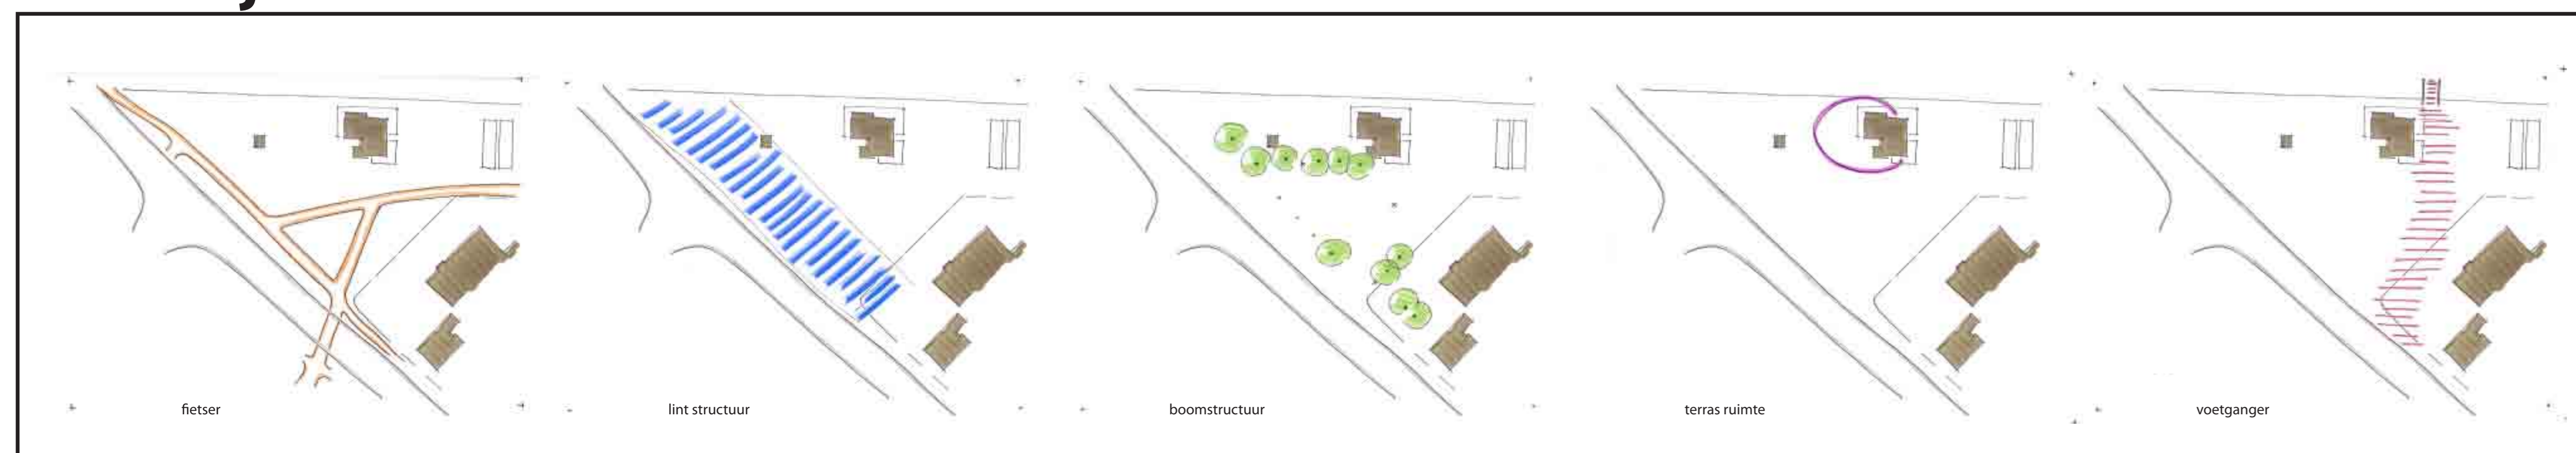 fietser
lint structuur
boomstructuur
terras ruimte
voetganger